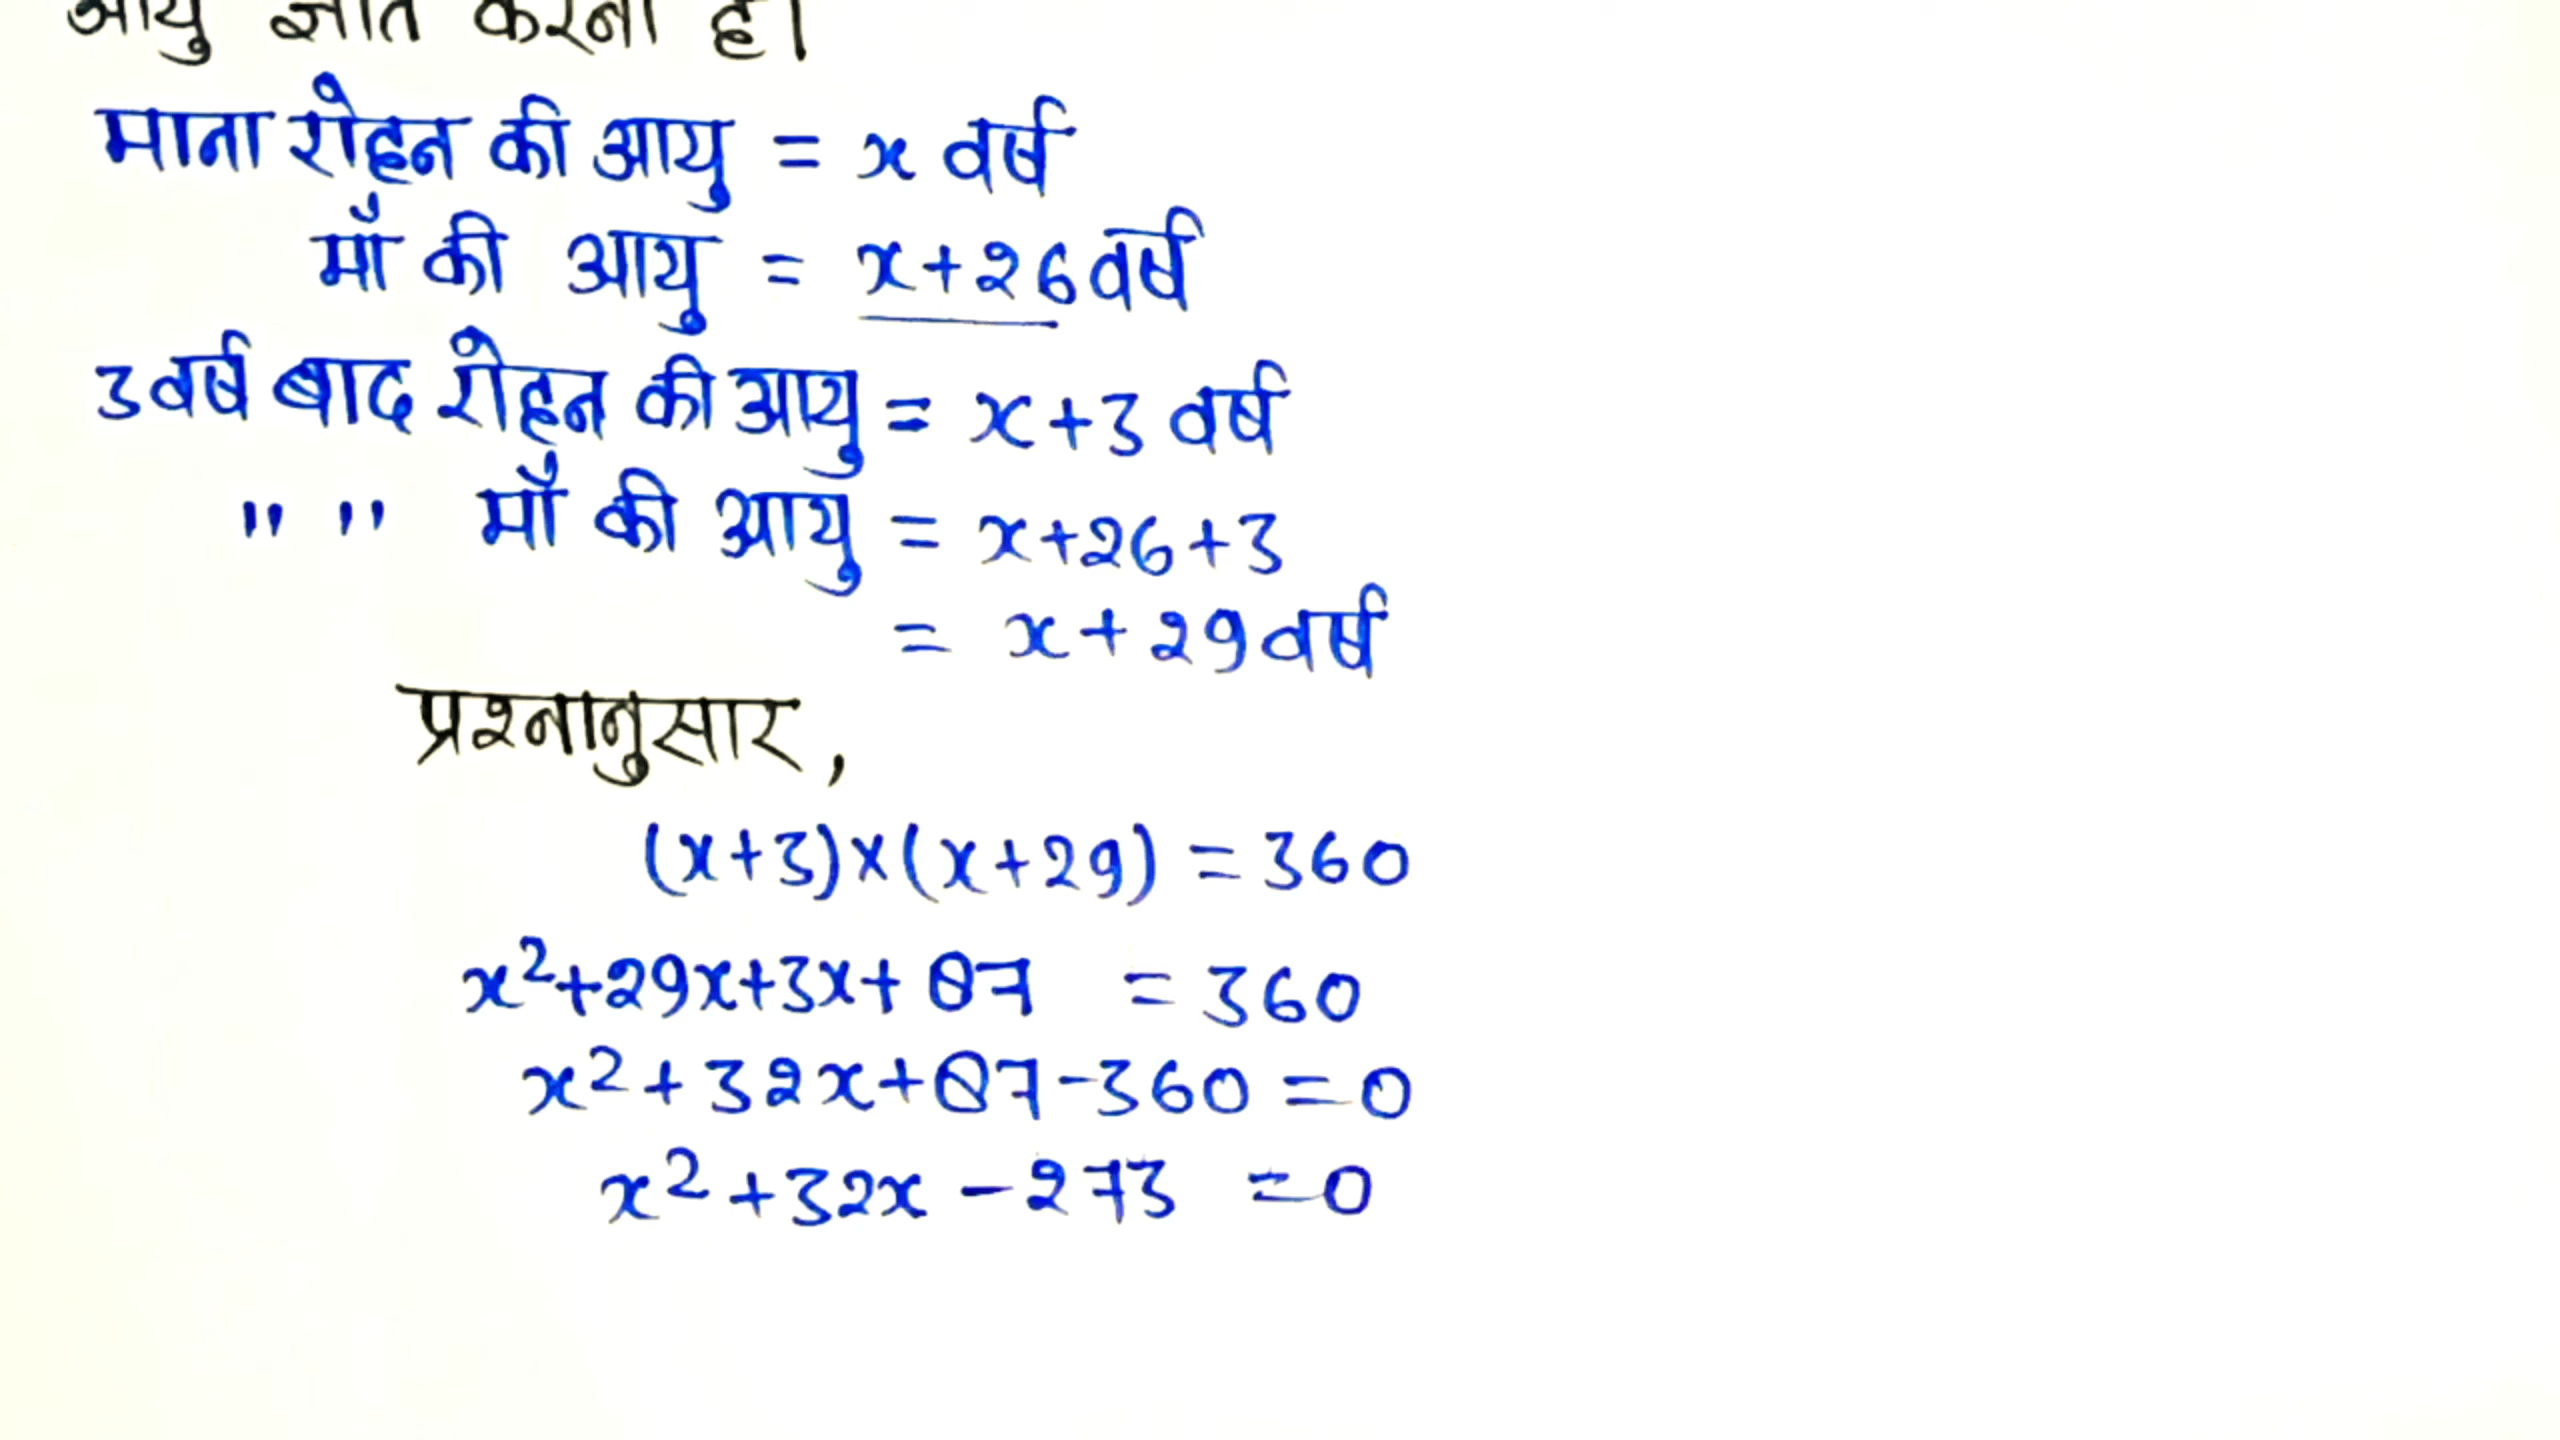 आयु ज्ञात करना है।
माना रोहन की आयु = x वर्ष
माँ की आयु = x+26 वर्ष
3 वर्ष बाद रोहन की आयु = x+3 वर्ष
" " माँ की आयु = x+26+3
= x+29 वर्ष
प्रश्नानुसार,
(x+3)×(x+29) = 360
x²+29x+3x+87 = 360
x²+32x+87-360 = 0
x²+32x-273 = 0